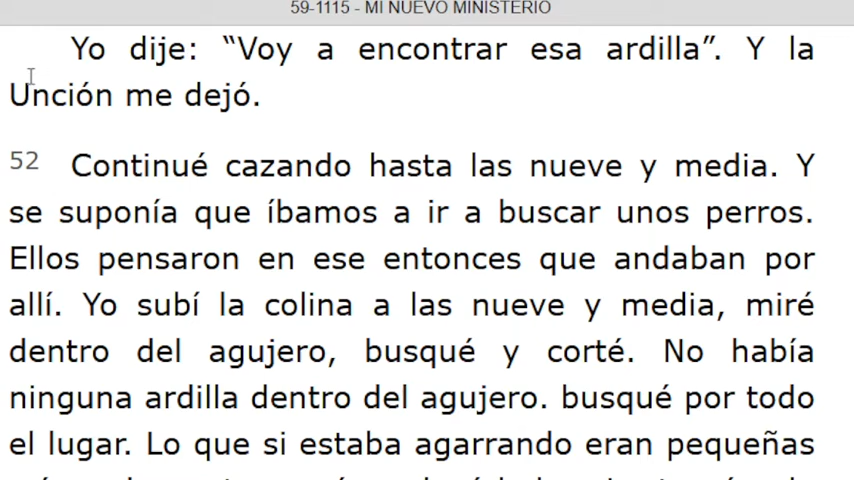 59-1115 - MI NUEVO MINISTERIO
Yo dije: “Voy a encontrar esa ardilla”. Y la
Unción me dejó.
52 Continué cazando hasta las nueve y media. Y
se suponía que íbamos a ir a buscar unos perros.
Ellos pensaron en ese entonces que andaban por
allí. Yo subí la colina a las nueve y media, miré
dentro del agujero, busqué y corté. No había
ninguna ardilla dentro del agujero. busqué por todo
el lugar. Lo que si estaba agarrando eran pequeñas